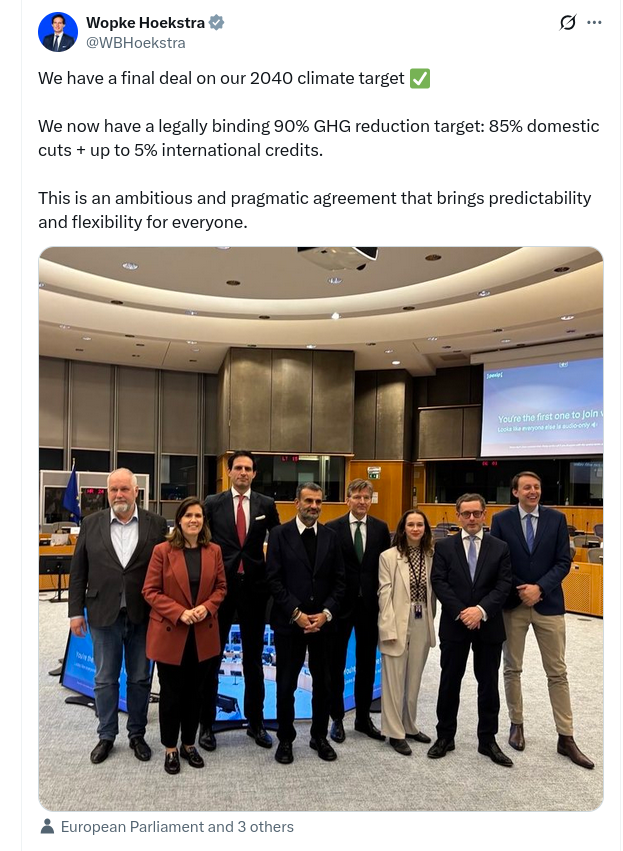 Wopke Hoekstra
@WBHoekstra
We have a final deal on our 2040 climate target ✅
We now have a legally binding 90% GHG reduction target: 85% domestic
cuts + up to 5% international credits.
This is an ambitious and pragmatic agreement that brings predictability
and flexibility for everyone.
You're the first one to join
Looks like everyone else is audio-only
European Parliament and 3 others